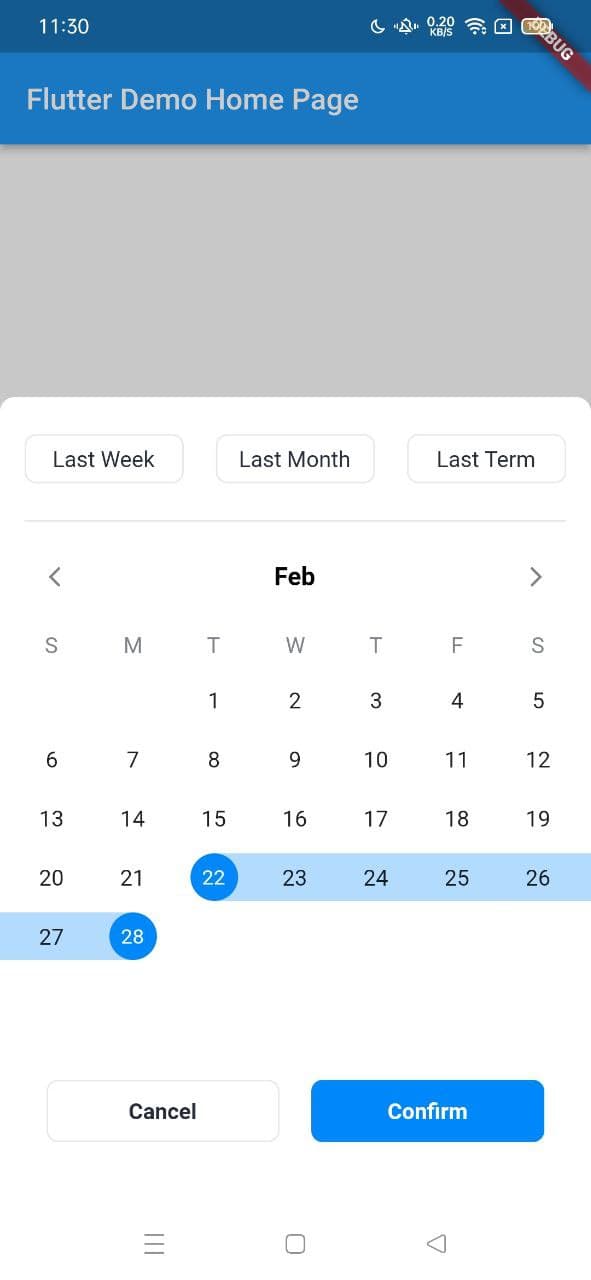 11:30
0.20
KB/S
100
DEBUG
Flutter Demo Home Page
Last Week Last Month Last Term
Feb
S M T W T F S
1 2 3 4 5
6 7 8 9 10 11 12
13 14 15 16 17 18 19
20 21 22 23 24 25 26
27 28
Cancel Confirm